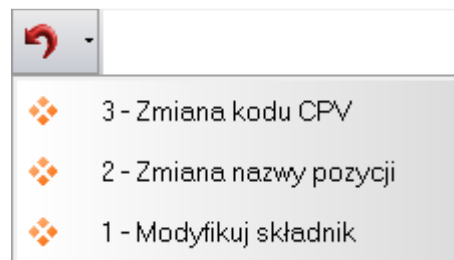 3 - Zmiana kodu CPV
2 - Zmiana nazwy pozycji
1 - Modyfikuj składnik